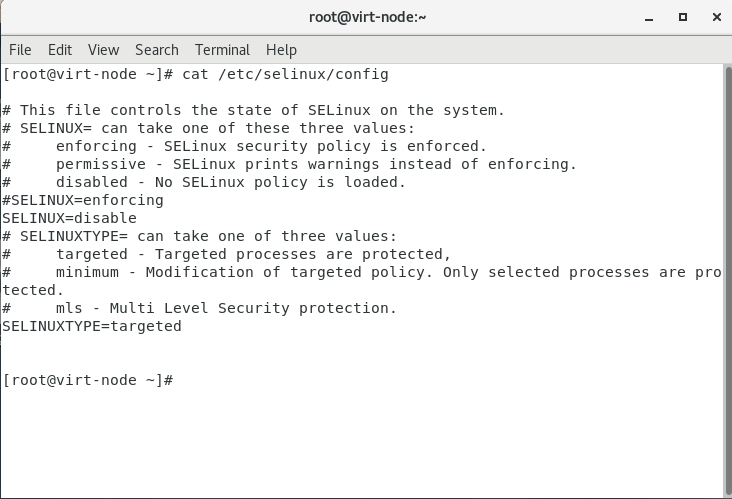 root@virt-node:~
File Edit View Search Terminal Help
[root@virt-node ~]# cat /etc/selinux/config
# This file controls the state of SELinux on the system.
# SELINUX= can take one of these three values:
#     enforcing - SELinux security policy is enforced.
#     permissive - SELinux prints warnings instead of enforcing.
#     disabled - No SELinux policy is loaded.
#SELINUX=enforcing
SELINUX=disable
# SELINUXTYPE= can take one of three values:
#     targeted - Targeted processes are protected,
#     minimum - Modification of targeted policy. Only selected processes are pro
tected.
#     mls - Multi Level Security protection.
SELINUXTYPE=targeted
[root@virt-node ~]#